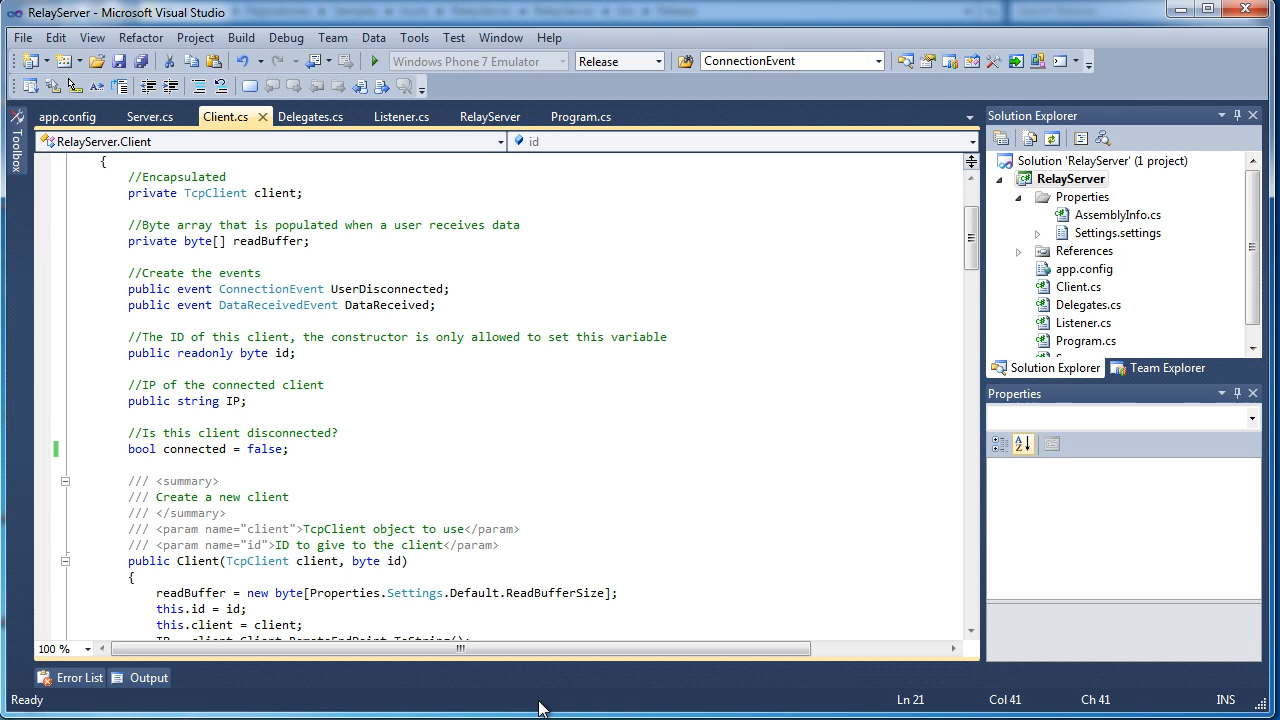 RelayServer - Microsoft Visual Studio
File Edit View Refactor Project Build Debug Team Data Tools Test Window Help
Windows Phone 7 Emulator Release ConnectionEvent
app.config Server.cs Client.cs Delegates.cs Listener.cs RelayServer Program.cs
Toolbox
RelayServer.Client id
{
//Encapsulated
private TcpClient client;
//Byte array that is populated when a user receives data
private byte[] readBuffer;
//Create the events
public event ConnectionEvent UserDisconnected;
public event DataReceivedEvent DataReceived;
//The ID of this client, the constructor is only allowed to set this variable
public readonly byte id;
//IP of the connected client
public string IP;
//Is this client disconnected?
bool connected = false;
/// <summary>
/// Create a new client
/// </summary>
/// <param name="client">TcpClient object to use</param>
/// <param name="id">ID to give to the client</param>
public Client(TcpClient client, byte id)
{
readBuffer = new byte[Properties.Settings.Default.ReadBufferSize];
this.id = id;
this.client = client;
IP = client.Client.RemoteEndPoint.ToString();
100 %
Solution Explorer
Solution 'RelayServer' (1 project)
RelayServer
Properties
AssemblyInfo.cs
Settings.settings
References
app.config
Client.cs
Delegates.cs
Listener.cs
Program.cs
Solution Explorer Team Explorer
Properties
Error List Output
Ready Ln 21 Col 41 Ch 41 INS